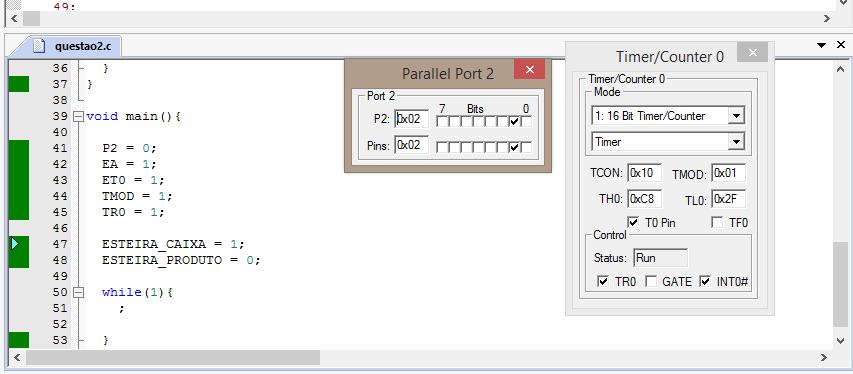 49:
questao2.c
36 }
37 }
38
39 void main(){
40
41 P2 = 0;
42 EA = 1;
43 ET0 = 1;
44 TMOD = 1;
45 TR0 = 1;
46
47 ESTEIRA_CAIXA = 1;
48 ESTEIRA_PRODUTO = 0;
49
50 while(1){
51 ;
52
53 }
Parallel Port 2
Port 2
7 Bits 0
P2: 0x02
Pins: 0x02
Timer/Counter 0
Timer/Counter 0
Mode
1: 16 Bit Timer/Counter
Timer
TCON: 0x10 TMOD: 0x01
TH0: 0xC8 TL0: 0x2F
T0 Pin TF0
Control
Status: Run
TR0 GATE INT0#